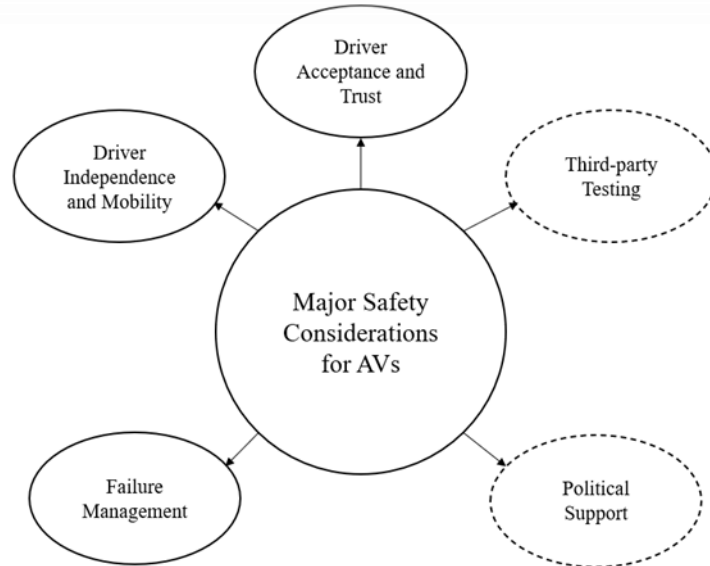 Driver
Acceptance and
Trust
Driver
Independence
and Mobility
Third-party
Testing
Major Safety
Considerations
for AVs
Failure
Management
Political
Support